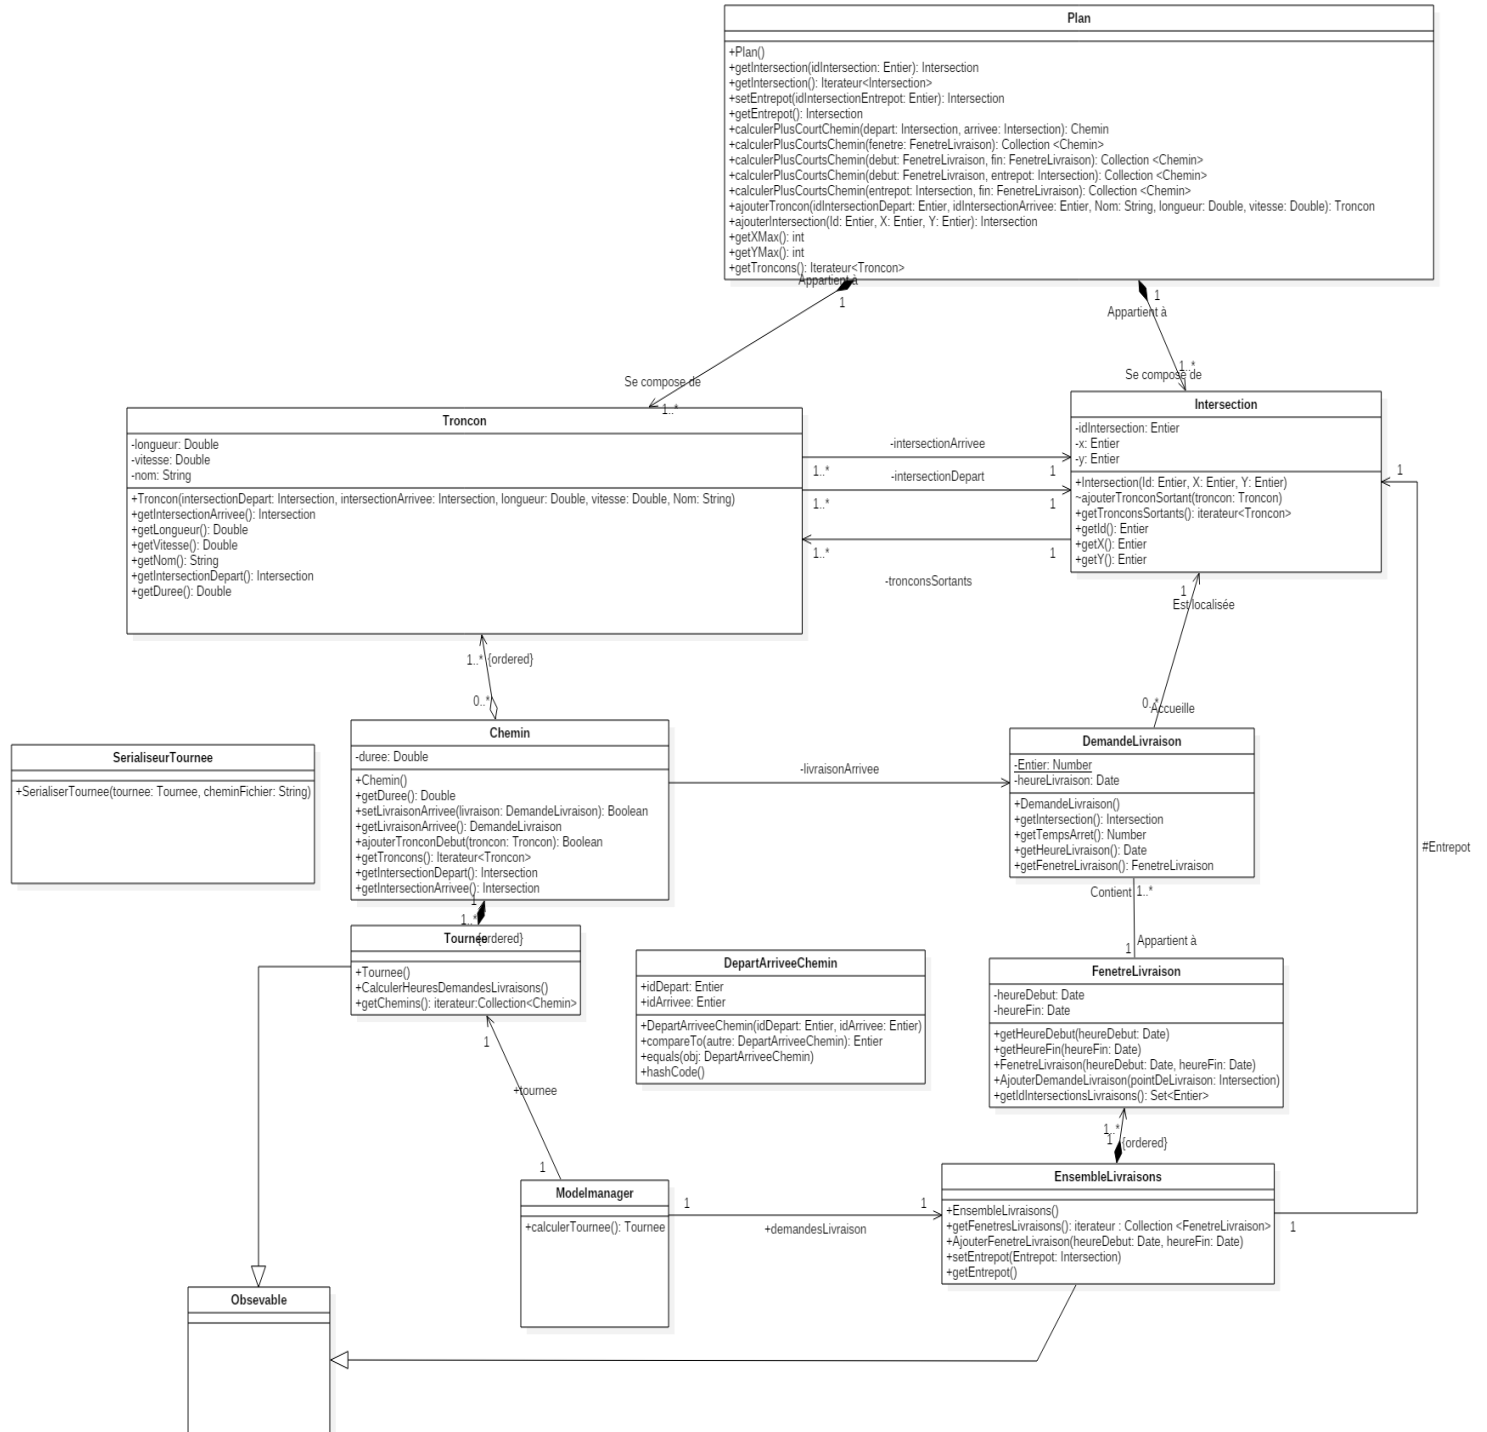 Plan
+Plan()
+getIntersection(idIntersection: Entier): Intersection
+getIntersection(): Iterateur<Intersection>
+setEntrepot(idIntersectionEntrepot: Entier): Intersection
+getEntrepot(): Intersection
+calculerPlusCourtChemin(depart: Intersection, arrivee: Intersection): Chemin
+calculerPlusCourtsChemin(fenetre: FenetreLivraison): Collection <Chemin>
+calculerPlusCourtsChemin(debut: FenetreLivraison, fin: FenetreLivraison): Collection <Chemin>
+calculerPlusCourtsChemin(debut: FenetreLivraison, entrepot: Intersection): Collection <Chemin>
+calculerPlusCourtsChemin(entrepot: Intersection, fin: FenetreLivraison): Collection <Chemin>
+ajouterTroncon(idIntersectionDepart: Entier, idIntersectionArrivee: Entier, Nom: String, longueur: Double, vitesse: Double): Troncon
+ajouterIntersection(Id: Entier, X: Entier, Y: Entier): Intersection
+getXMax(): int
+getYMax(): int
+getTroncons(): Iterateur<Troncon>
Appartient à
1
1
Appartient à
Se compose de
1..*
1..*
Se compose de
Troncon
-longueur: Double
-vitesse: Double
-nom: String
+Troncon(intersectionDepart: Intersection, intersectionArrivee: Intersection, longueur: Double, vitesse: Double, Nom: String)
+getIntersectionArrivee(): Intersection
+getLongueur(): Double
+getVitesse(): Double
+getNom(): String
+getIntersectionDepart(): Intersection
+getDuree(): Double
-intersectionArrivee
1..*
1
-intersectionDepart
1..*
1
1..*
1
-tronconsSortants
Intersection
-idIntersection: Entier
-x: Entier
-y: Entier
+Intersection(Id: Entier, X: Entier, Y: Entier)
~ajouterTronconSortant(troncon: Troncon)
+getTronconsSortants(): iterateur<Troncon>
+getId(): Entier
+getX(): Entier
+getY(): Entier
1
1
Est localisée
1..*
{ordered}
0..*
0..*
Accueille
SerialiseurTournee
+SerialiserTournee(tournee: Tournee, cheminFichier: String)
Chemin
-duree: Double
+Chemin()
+getDuree(): Double
+setLivraisonArrivee(livraison: DemandeLivraison): Boolean
+getLivraisonArrivee(): DemandeLivraison
+ajouterTronconDebut(troncon: Troncon): Boolean
+getTroncons(): Iterateur<Troncon>
+getIntersectionDepart(): Intersection
+getIntersectionArrivee(): Intersection
-livraisonArrivee
DemandeLivraison
-Entier: Number
-heureLivraison: Date
+DemandeLivraison()
+getIntersection(): Intersection
+getTempsArret(): Number
+getHeureLivraison(): Date
+getFenetreLivraison(): FenetreLivraison
#Entrepot
Contient
1..*
1
Appartient à
1
1..*
{ordered}
Tournee
+Tournee()
+CalculerHeuresDemandesLivraisons()
+getChemins(): iterateur:Collection<Chemin>
DepartArriveeChemin
+idDepart: Entier
+idArrivee: Entier
+DepartArriveeChemin(idDepart: Entier, idArrivee: Entier)
+compareTo(autre: DepartArriveeChemin): Entier
+equals(obj: DepartArriveeChemin)
+hashCode()
FenetreLivraison
-heureDebut: Date
-heureFin: Date
+getHeureDebut(heureDebut: Date)
+getHeureFin(heureFin: Date)
+FenetreLivraison(heureDebut: Date, heureFin: Date)
+AjouterDemandeLivraison(pointDeLivraison: Intersection)
+getIdIntersectionsLivraisons(): Set<Entier>
1
+tournee
1
1..*
1
{ordered}
Modelmanager
+calculerTournee(): Tournee
1
1
+demandesLivraison
EnsembleLivraisons
+EnsembleLivraisons()
+getFenetresLivraisons(): iterateur : Collection <FenetreLivraison>
+AjouterFenetreLivraison(heureDebut: Date, heureFin: Date)
+setEntrepot(Entrepot: Intersection)
+getEntrepot()
1
Obsevable